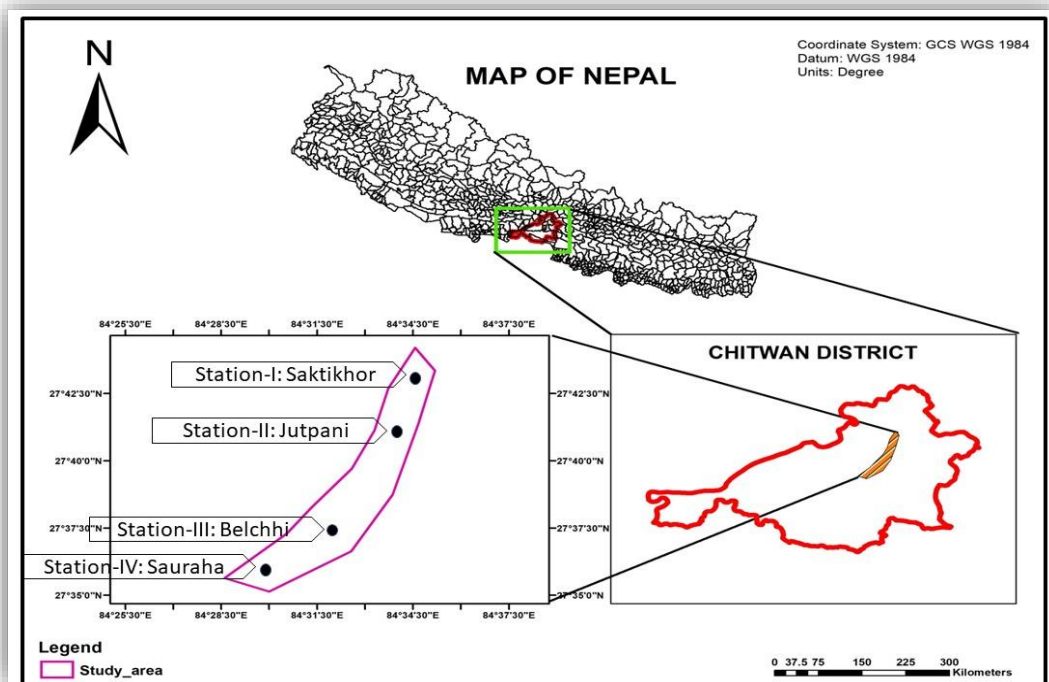 N
MAP OF NEPAL
Coordinate System: GCS WGS 1984
Datum: WGS 1984
Units: Degree
84°25'30"E 84°28'30"E 84°31'30"E 84°34'30"E 84°37'30"E
CHITWAN DISTRICT
Station-I: Saktikhor
27°42'30"N 27°42'30"N
Station-II: Jutpani
27°40'0"N 27°40'0"N
27°37'30"N 27°37'30"N
Station-III: Belchhi
Station-IV: Sauraha
27°35'0"N 27°35'0"N
84°25'30"E 84°28'30"E 84°31'30"E 84°34'30"E 84°37'30"E
Legend
Study_area
0 37.5 75 150 225 300
Kilometers